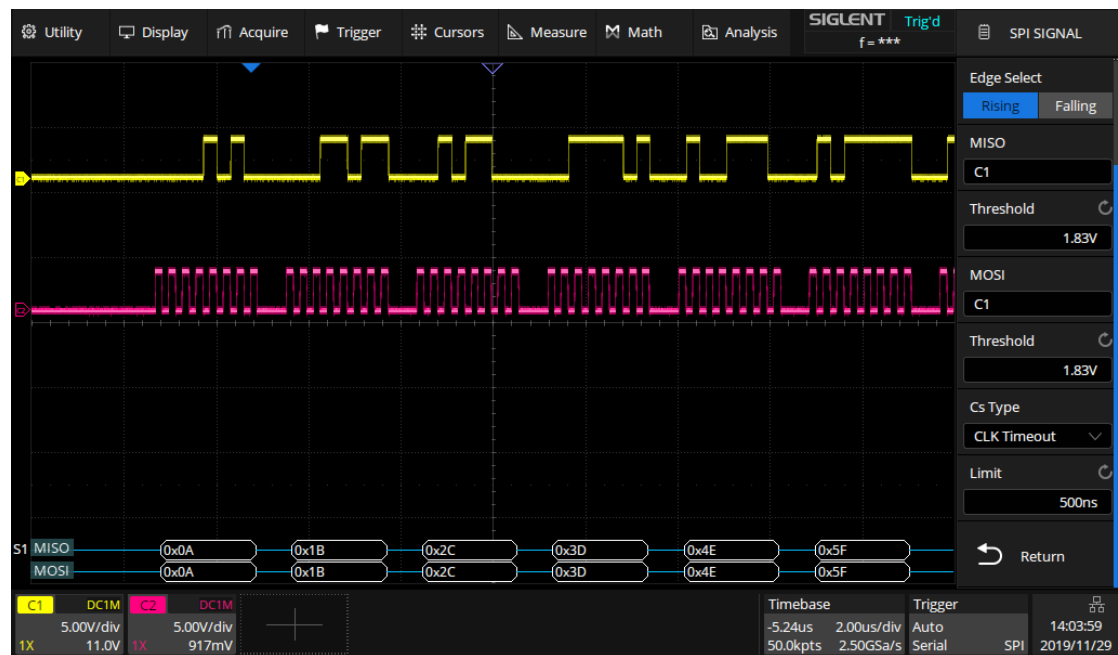 Utility Display Acquire Trigger Cursors Measure Math Analysis SIGLENT Trig'd SPI SIGNAL
f = ***
Edge Select
Rising Falling
MISO
C1
Threshold
1.83V
MOSI
C1
Threshold
1.83V
Cs Type
CLK Timeout
Limit
500ns
Return
C1
C2
S1 MISO 0x0A 0x1B 0x2C 0x3D 0x4E 0x5F
MOSI 0x0A 0x1B 0x2C 0x3D 0x4E 0x5F
C1 DC1M C2 DC1M Timebase Trigger
5.00V/div 5.00V/div -5.24us 2.00us/div Auto 14:03:59
1X 11.0V 1X 917mV 50.0kpts 2.50GSa/s Serial SPI 2019/11/29